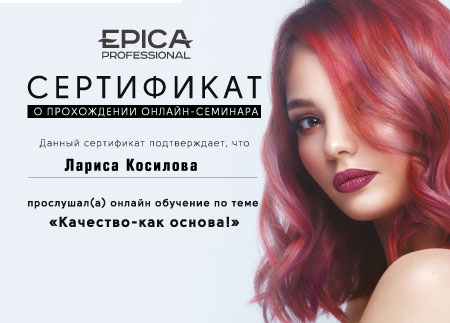 EPICA
PROFESSIONAL
СЕРТИФИКАТ
О ПРОХОЖДЕНИИ ОНЛАЙН-СЕМИНАРА
Данный сертификат подтверждает, что
Лариса Косилова
прослушал(а) онлайн обучение по теме
«Качество-как основа!»